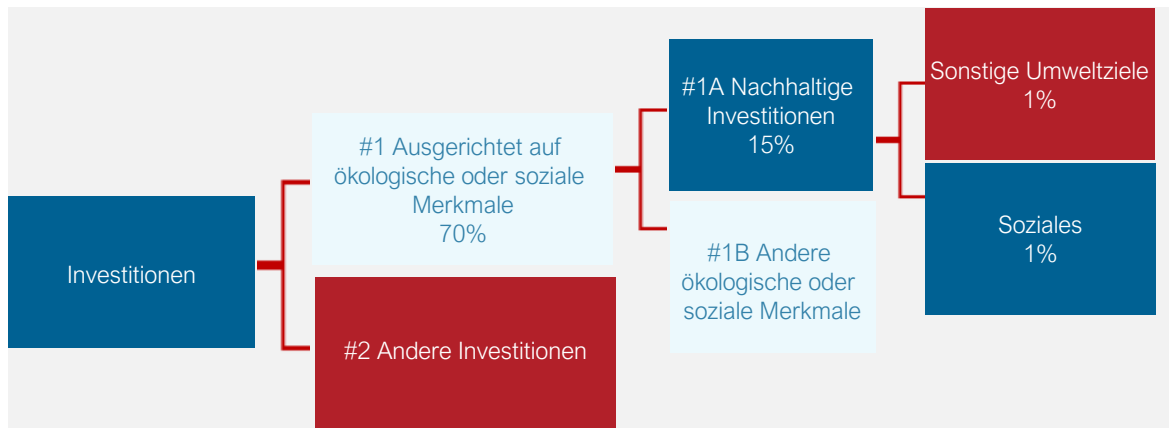 Investitionen
#1 Ausgerichtet auf
ökologische oder soziale
Merkmale
70%
#2 Andere Investitionen
#1A Nachhaltige
Investitionen
15%
#1B Andere
ökologische oder
soziale Merkmale
Sonstige Umweltziele
1%
Soziales
1%